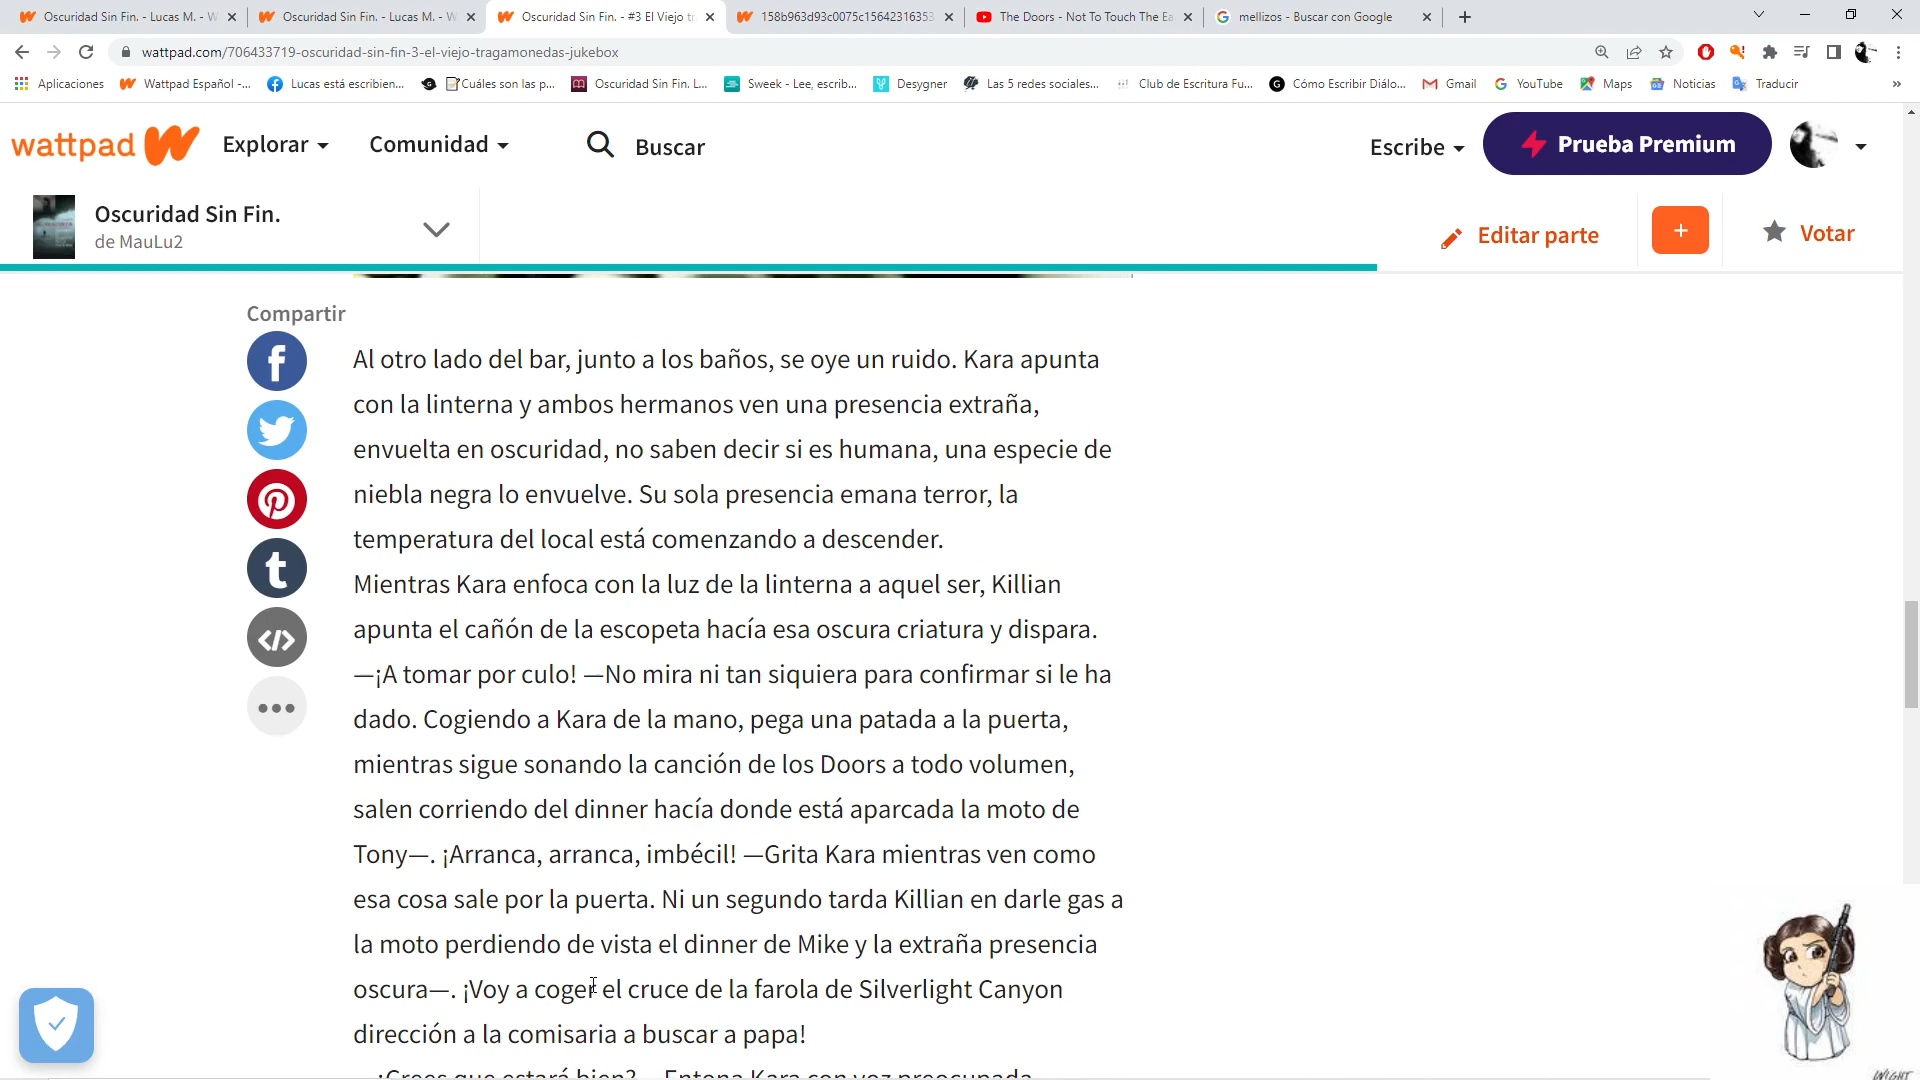 Oscuridad Sin Fin. - Lucas M. - W
Oscuridad Sin Fin. - Lucas M. - W
Oscuridad Sin Fin. - #3 El Viejo tr
158b963d93c0075c15642316353
The Doors - Not To Touch The Ea
mellizos - Buscar con Google
wattpad.com/706433719-oscuridad-sin-fin-3-el-viejo-tragamonedas-jukebox
Aplicaciones
Wattpad Español -...
Lucas está escribien...
Cuáles son las p...
Oscuridad Sin Fin. L...
Sweek - Lee, escrib...
Desygner
Las 5 redes sociales...
Club de Escritura Fu...
Cómo Escribir Diálo...
Gmail
YouTube
Maps
Noticias
Traducir
»
wattpad
Explorar
Comunidad
Buscar
Escribe
Prueba Premium
Oscuridad Sin Fin.
de MauLu2
Editar parte
+
Votar
Compartir
Al otro lado del bar, junto a los baños, se oye un ruido. Kara apunta
con la linterna y ambos hermanos ven una presencia extraña,
envuelta en oscuridad, no saben decir si es humana, una especie de
niebla negra lo envuelve. Su sola presencia emana terror, la
temperatura del local está comenzando a descender.
Mientras Kara enfoca con la luz de la linterna a aquel ser, Killian
apunta el cañón de la escopeta hacía esa oscura criatura y dispara.
—¡A tomar por culo! —No mira ni tan siquiera para confirmar si le ha
dado. Cogiendo a Kara de la mano, pega una patada a la puerta,
mientras sigue sonando la canción de los Doors a todo volumen,
salen corriendo del dinner hacía donde está aparcada la moto de
Tony—. ¡Arranca, arranca, imbécil! —Grita Kara mientras ven como
esa cosa sale por la puerta. Ni un segundo tarda Killian en darle gas a
la moto perdiendo de vista el dinner de Mike y la extraña presencia
oscura—. ¡Voy a coger el cruce de la farola de Silverlight Canyon
dirección a la comisaria a buscar a papa!
—¿Crees que estará bien? —Entona Kara con voz preocupada
WIGHT